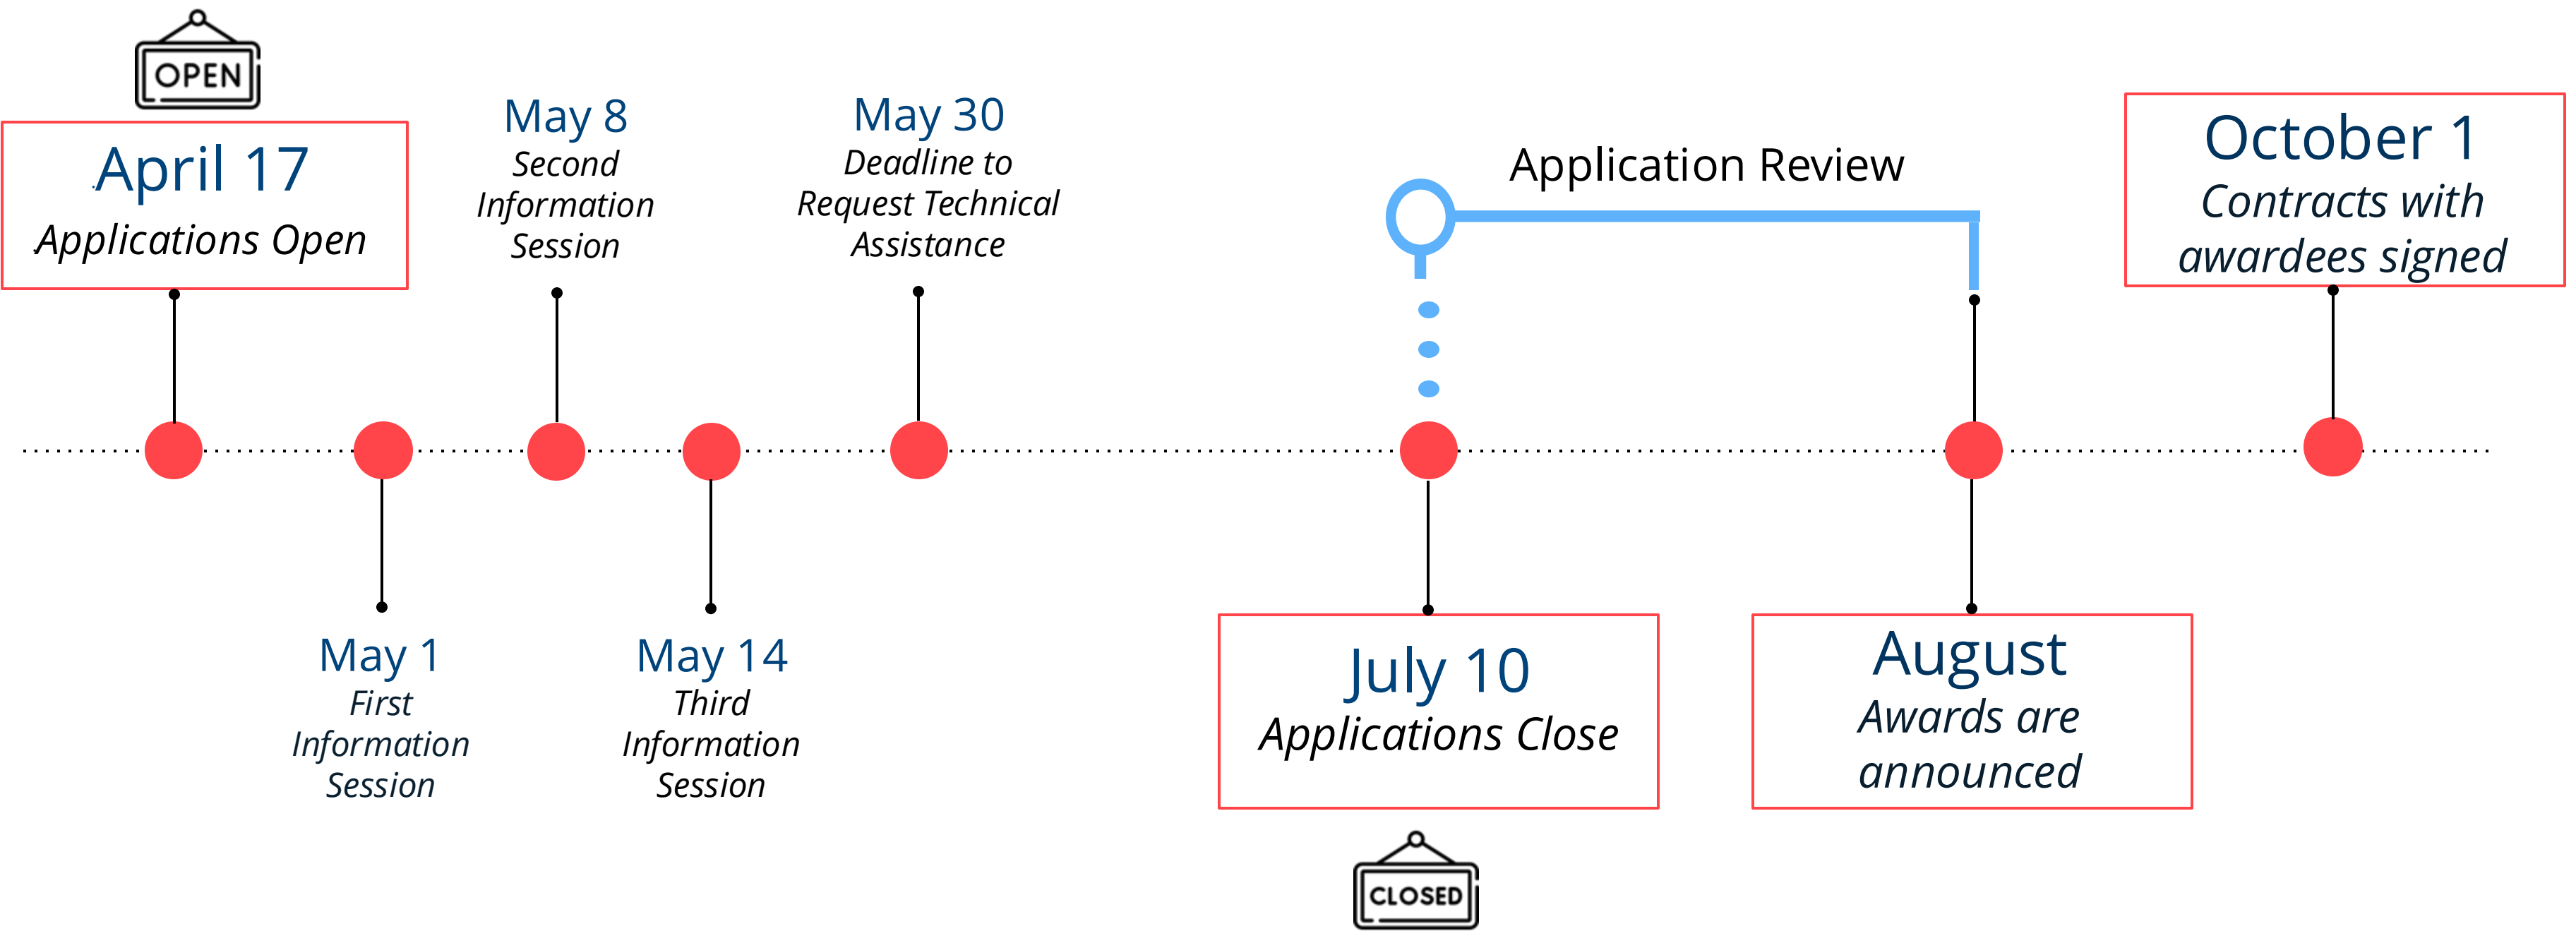 OPEN
April 17
Applications Open
May 8
Second
Information
Session
May 30
Deadline to
Request Technical
Assistance
Application Review
October 1
Contracts with
awardees signed
May 1
First
Information
Session
May 14
Third
Information
Session
July 10
Applications Close
August
Awards are
announced
CLOSED